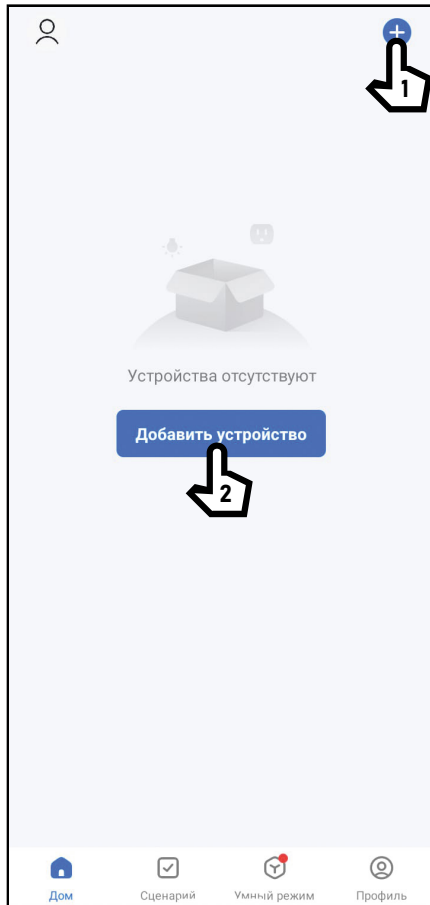 1
Устройства отсутствуют
Добавить устройство
2
Дом Сценарий Умный режим Профиль